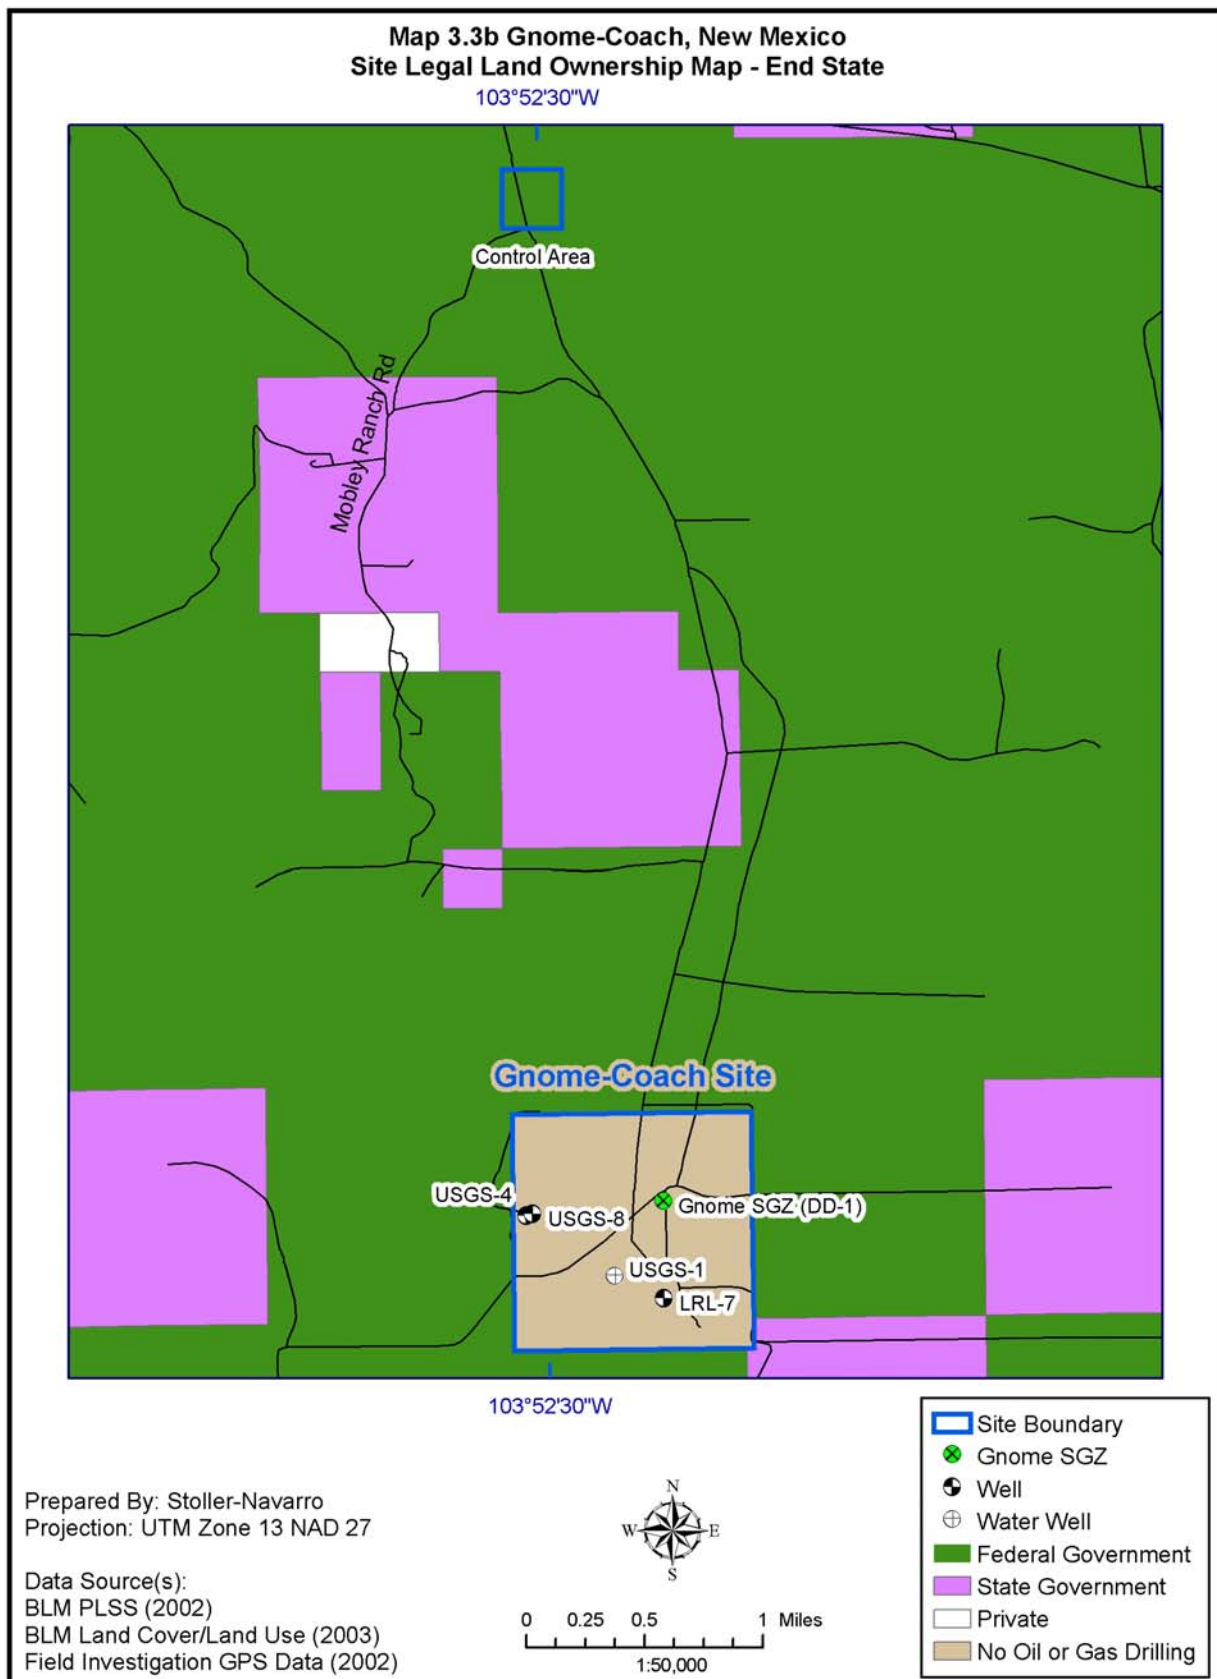 Map 3.3b Gnome-Coach, New Mexico
Site Legal Land Ownership Map - End State
103°52'30"W
Control Area
Mobley Ranch Rd
Gnome-Coach Site
USGS-4
USGS-8
Gnome SGZ (DD-1)
USGS-1
LRL-7
103°52'30"W
Site Boundary
Gnome SGZ
Well
Water Well
Federal Government
State Government
Private
No Oil or Gas Drilling
Prepared By: Stoller-Navarro
Projection: UTM Zone 13 NAD 27
Data Source(s):
BLM PLSS (2002)
BLM Land Cover/Land Use (2003)
Field Investigation GPS Data (2002)
N
W E
S
0 0.25 0.5 1 Miles
1:50,000